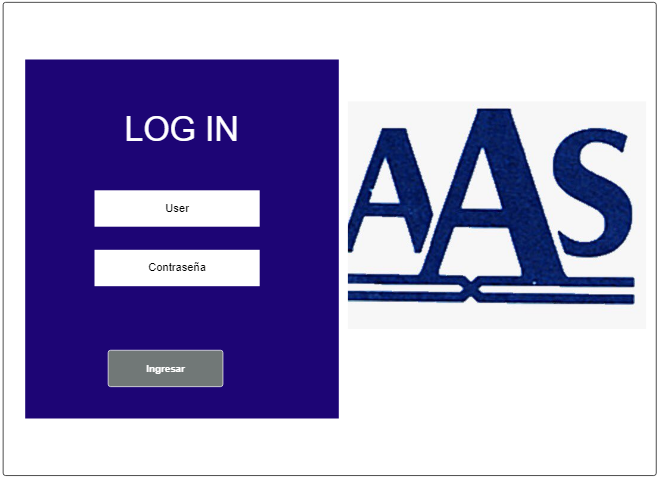 LOG IN
User
Contraseña
Ingresar
AAS